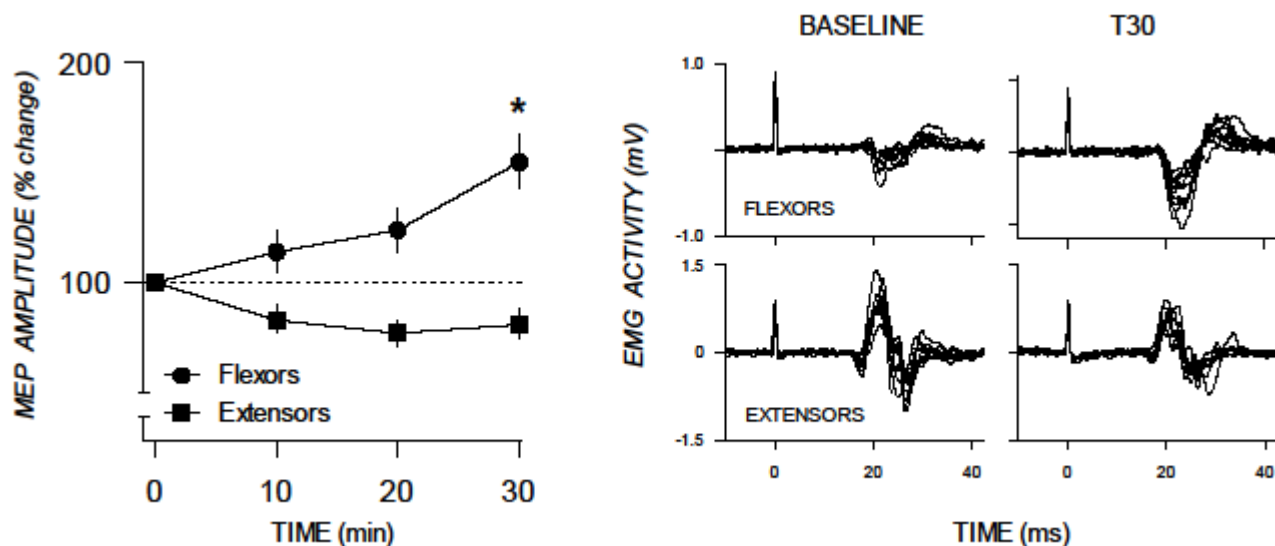 MEP AMPLITUDE (% change)
200
100
*
Flexors
Extensors
0 10 20 30
TIME (min)
BASELINE T30
EMG ACTIVITY (mV)
1.0
FLEXORS
-1.0
1.5
0
EXTENSORS
-1.5
0 20 40 0 20 40
TIME (ms)